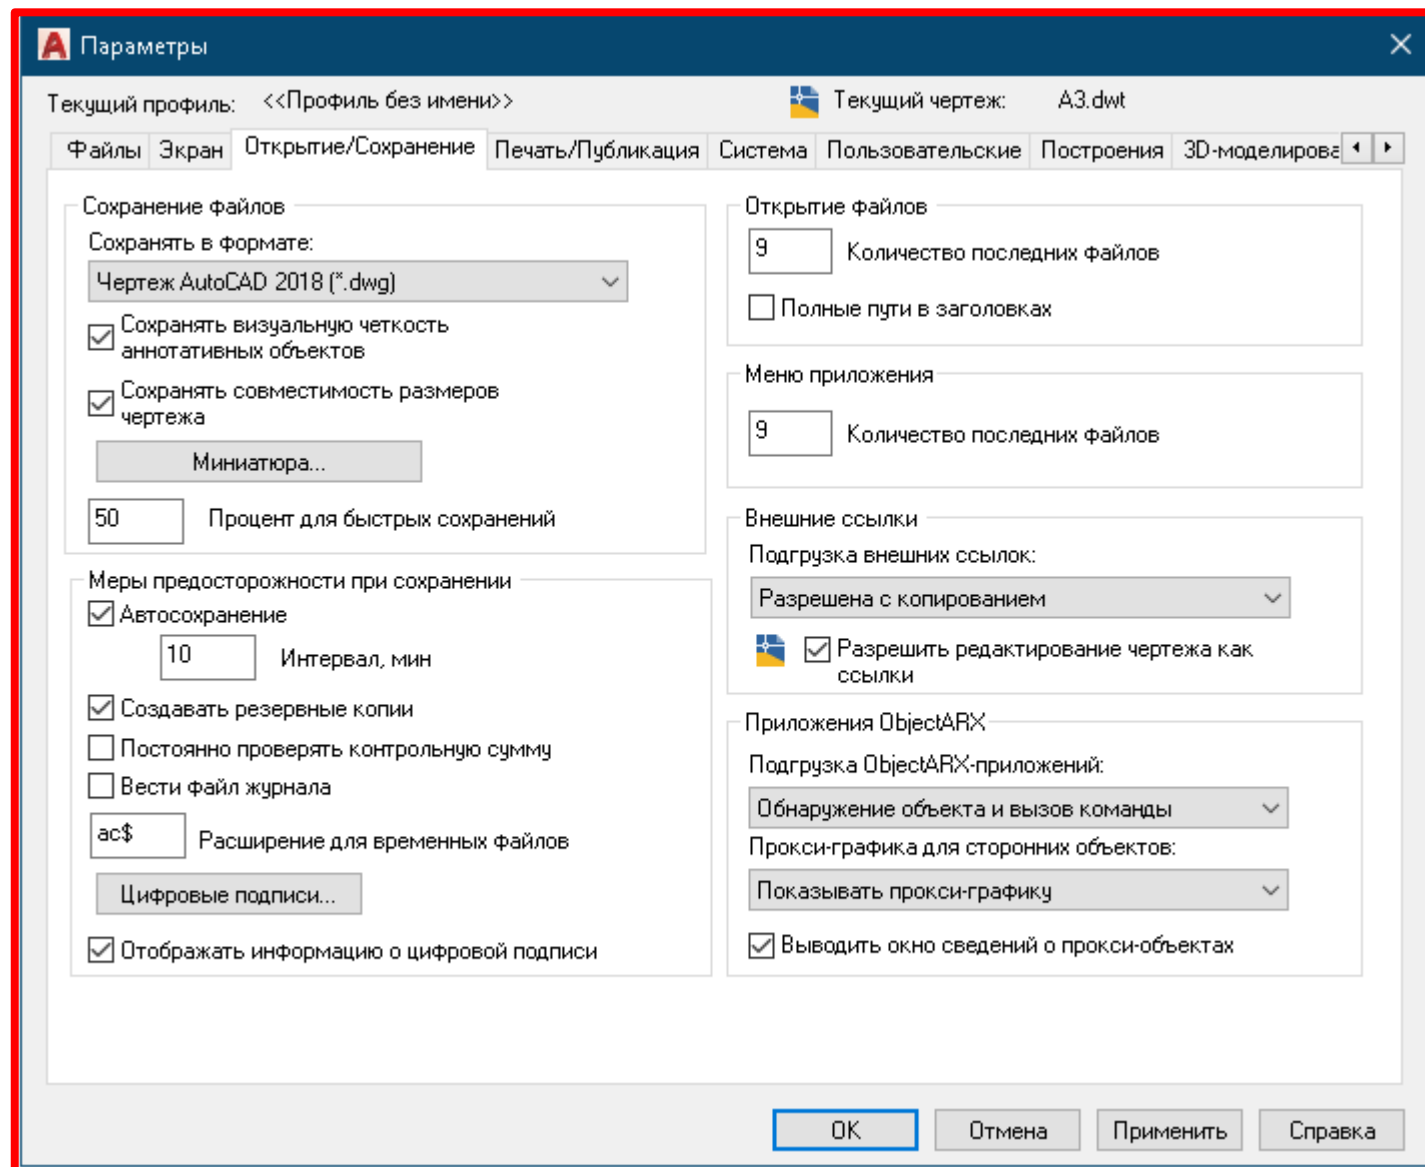 Параметры
Текущий профиль: <<Профиль без имени>> Текущий чертеж: A3.dwt
Файлы Экран Открытие/Сохранение Печать/Публикация Система Пользовательские Построения 3D-моделирова
Сохранение файлов
Сохранять в формате:
Чертеж AutoCAD 2018 (*.dwg)
Сохранять визуальную четкость
аннотативных объектов
Сохранять совместимость размеров
чертежа
Миниатюра...
50 Процент для быстрых сохранений
Меры предосторожности при сохранении
Автосохранение
10 Интервал, мин
Создавать резервные копии
Постоянно проверять контрольную сумму
Вести файл журнала
ac$ Расширение для временных файлов
Цифровые подписи...
Отображать информацию о цифровой подписи
Открытие файлов
9 Количество последних файлов
Полные пути в заголовках
Меню приложения
9 Количество последних файлов
Внешние ссылки
Подгрузка внешних ссылок:
Разрешена с копированием
Разрешить редактирование чертежа как
ссылки
Приложения ObjectARX
Подгрузка ObjectARX-приложений:
Обнаружение объекта и вызов команды
Прокси-графика для сторонних объектов:
Показывать прокси-графику
Выводить окно сведений о прокси-объектах
OK Отмена Применить Справка